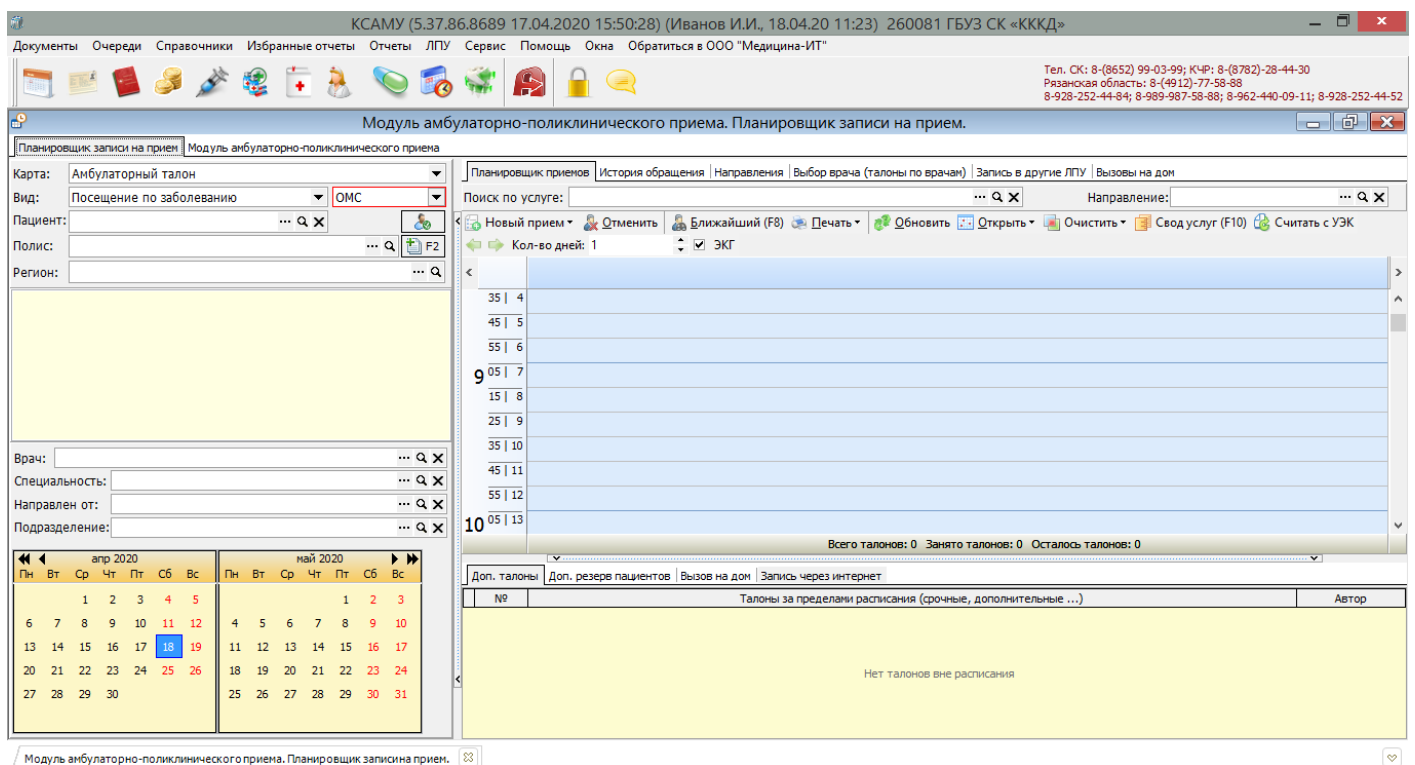 КСАМУ (5.37.86.8689 17.04.2020 15:50:28) (Иванов И.И., 18.04.20 11:23) 260081 ГБУЗ СК «КККД»
Документы Очереди Справочники Избранные отчеты Отчеты ЛПУ Сервис Помощь Окна Обратиться в ООО "Медицина-ИТ"
Тел. СК: 8-(8652) 99-03-99; КЧР: 8-(8782)-28-44-30
Рязанская область: 8-(4912)-77-58-88
8-928-252-44-84; 8-989-987-58-88; 8-962-440-09-11; 8-928-252-44-52
Модуль амбулаторно-поликлинического приема. Планировщик записи на прием.
Планировщик записи на прием Модуль амбулаторно-поликлинического приема
Карта: Амбулаторный талон
Вид: Посещение по заболеванию ОМС
Пациент:
Полис: F2
Регион:
Врач:
Специальность:
Направлен от:
Подразделение:
апр 2020
Пн Вт Ср Чт Пт Сб Вс
1 2 3 4 5
6 7 8 9 10 11 12
13 14 15 16 17 18 19
20 21 22 23 24 25 26
27 28 29 30
май 2020
Пн Вт Ср Чт Пт Сб Вс
1 2 3
4 5 6 7 8 9 10
11 12 13 14 15 16 17
18 19 20 21 22 23 24
25 26 27 28 29 30 31
Планировщик приемов История обращения Направления Выбор врача (талоны по врачам) Запись в другие ЛПУ Вызовы на дом
Поиск по услуге: Направление:
Новый прием Отменить Ближайший (F8) Печать Обновить Открыть Очистить Свод услуг (F10) Считать с УЭК
Кол-во дней: 1 ЭКГ
35 | 4
45 | 5
55 | 6
9 05 | 7
15 | 8
25 | 9
35 | 10
45 | 11
55 | 12
10 05 | 13
Всего талонов: 0 Занято талонов: 0 Осталось талонов: 0
Доп. талоны Доп. резерв пациентов Вызов на дом Запись через интернет
№ Талоны за пределами расписания (срочные, дополнительные ...) Автор
Нет талонов вне расписания
Модуль амбулаторно-поликлинического приема. Планировщик записи на прием.